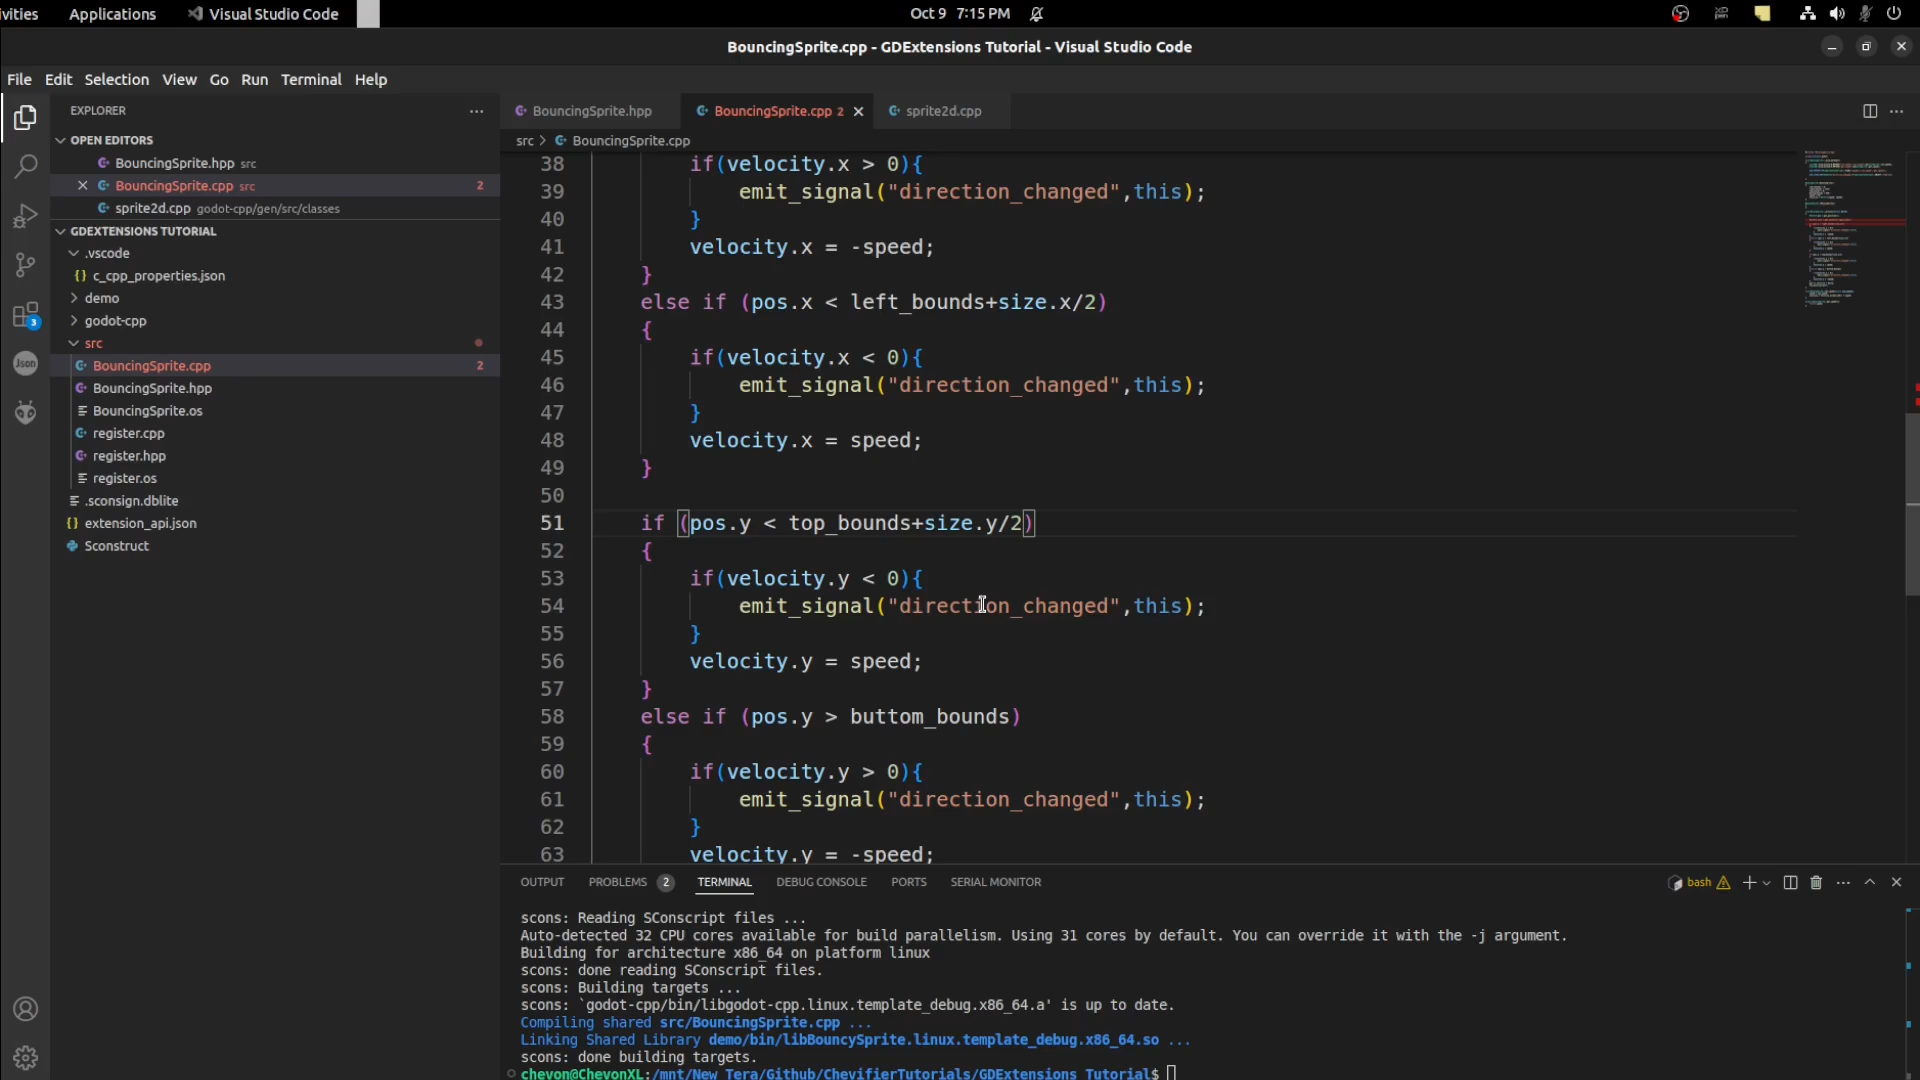 vities Applications Visual Studio Code Oct 9 7:15 PM
BouncingSprite.cpp - GDExtensions Tutorial - Visual Studio Code
File Edit Selection View Go Run Terminal Help
EXPLORER
OPEN EDITORS
BouncingSprite.hpp src
BouncingSprite.cpp src 2
sprite2d.cpp godot-cpp/gen/src/classes
GDEXTENSIONS TUTORIAL
.vscode
{} c_cpp_properties.json
demo
godot-cpp
src
BouncingSprite.cpp 2
BouncingSprite.hpp
BouncingSprite.os
register.cpp
register.hpp
register.os
.sconsign.dblite
{} extension_api.json
Sconstruct
3
Json
BouncingSprite.hpp BouncingSprite.cpp 2 sprite2d.cpp
src > BouncingSprite.cpp
38 if(velocity.x > 0){
39 emit_signal("direction_changed",this);
40 }
41 velocity.x = -speed;
42 }
43 else if (pos.x < left_bounds+size.x/2)
44 {
45 if(velocity.x < 0){
46 emit_signal("direction_changed",this);
47 }
48 velocity.x = speed;
49 }
50
51 if (pos.y < top_bounds+size.y/2)
52 {
53 if(velocity.y < 0){
54 emit_signal("direction_changed",this);
55 }
56 velocity.y = speed;
57 }
58 else if (pos.y > buttom_bounds)
59 {
60 if(velocity.y > 0){
61 emit_signal("direction_changed",this);
62 }
63 velocity.y = -speed;
OUTPUT PROBLEMS 2 TERMINAL DEBUG CONSOLE PORTS SERIAL MONITOR bash
scons: Reading SConscript files ...
Auto-detected 32 CPU cores available for build parallelism. Using 31 cores by default. You can override it with the -j argument.
Building for architecture x86_64 on platform linux
scons: done reading SConscript files.
scons: Building targets ...
scons: `godot-cpp/bin/libgodot-cpp.linux.template_debug.x86_64.a' is up to date.
Compiling shared src/BouncingSprite.cpp ...
Linking Shared Library demo/bin/libBouncySprite.linux.template_debug.x86_64.so ...
scons: done building targets.
chevon@ChevonXL:/mnt/New_Tera/Github/ChevifierTutorials/GDExtensions Tutorial$